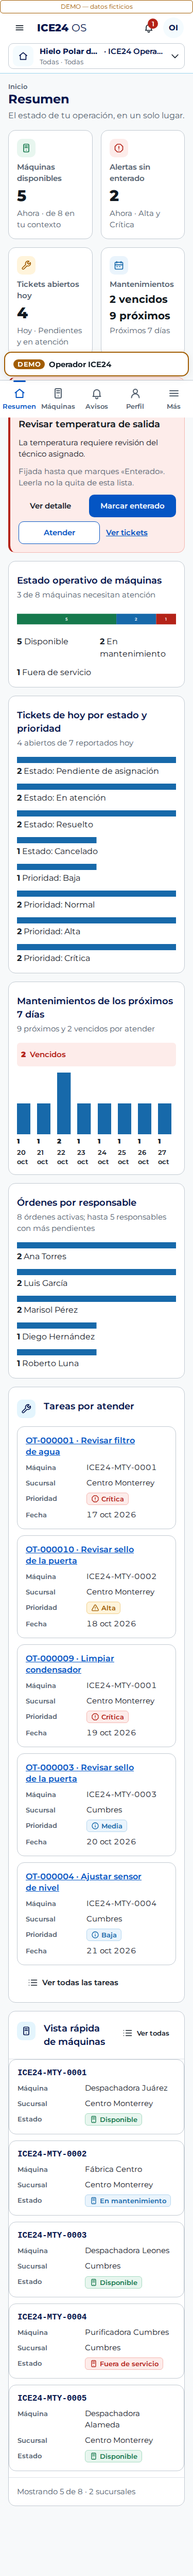 DEMO — datos ficticios
ICE24 OS
1
OI
Hielo Polar d... · ICE24 Opera...
Todas · Todas
Inicio
Resumen
El estado de tu operación, en un solo lugar.
Máquinas disponibles
5
Ahora · de 8 en tu contexto
Alertas sin enterado
2
Ahora · Alta y Crítica
Tickets abiertos hoy
4
Hoy · Pendientes y en atención
Mantenimientos
2 vencidos
9 próximos
Próximos 7 días
DEMO Operador ICE24
Resumen
Máquinas
Avisos
Perfil
Más
Revisar temperatura de salida
La temperatura requiere revisión del técnico asignado.
Fijada hasta que marques «Enterado». Leerla no la quita de esta lista.
Ver detalle
Marcar enterado
Atender
Ver tickets
Estado operativo de máquinas
3 de 8 máquinas necesitan atención
5
2
1
5 Disponible
2 En mantenimiento
1 Fuera de servicio
Tickets de hoy por estado y prioridad
4 abiertos de 7 reportados hoy
2 Estado: Pendiente de asignación
2 Estado: En atención
2 Estado: Resuelto
1 Estado: Cancelado
1 Prioridad: Baja
2 Prioridad: Normal
2 Prioridad: Alta
2 Prioridad: Crítica
Mantenimientos de los próximos 7 días
9 próximos y 2 vencidos por atender
2 Vencidos
1 1 2 1 1 1 1 1
20 oct
21 oct
22 oct
23 oct
24 oct
25 oct
26 oct
27 oct
Órdenes por responsable
8 órdenes activas; hasta 5 responsables con más pendientes
2 Ana Torres
2 Luis García
2 Marisol Pérez
1 Diego Hernández
1 Roberto Luna
Tareas por atender
OT-000001 · Revisar filtro de agua
Máquina ICE24-MTY-0001
Sucursal Centro Monterrey
Prioridad Crítica
Fecha 17 oct 2026
OT-000010 · Revisar sello de la puerta
Máquina ICE24-MTY-0002
Sucursal Centro Monterrey
Prioridad Alta
Fecha 18 oct 2026
OT-000009 · Limpiar condensador
Máquina ICE24-MTY-0001
Sucursal Centro Monterrey
Prioridad Crítica
Fecha 19 oct 2026
OT-000003 · Revisar sello de la puerta
Máquina ICE24-MTY-0003
Sucursal Cumbres
Prioridad Media
Fecha 20 oct 2026
OT-000004 · Ajustar sensor de nivel
Máquina ICE24-MTY-0004
Sucursal Cumbres
Prioridad Baja
Fecha 21 oct 2026
Ver todas las tareas
Vista rápida de máquinas
Ver todas
ICE24-MTY-0001
Máquina Despachadora Juárez
Sucursal Centro Monterrey
Estado Disponible
ICE24-MTY-0002
Máquina Fábrica Centro
Sucursal Centro Monterrey
Estado En mantenimiento
ICE24-MTY-0003
Máquina Despachadora Leones
Sucursal Cumbres
Estado Disponible
ICE24-MTY-0004
Máquina Purificadora Cumbres
Sucursal Cumbres
Estado Fuera de servicio
ICE24-MTY-0005
Máquina Despachadora Alameda
Sucursal Centro Monterrey
Estado Disponible
Mostrando 5 de 8 · 2 sucursales